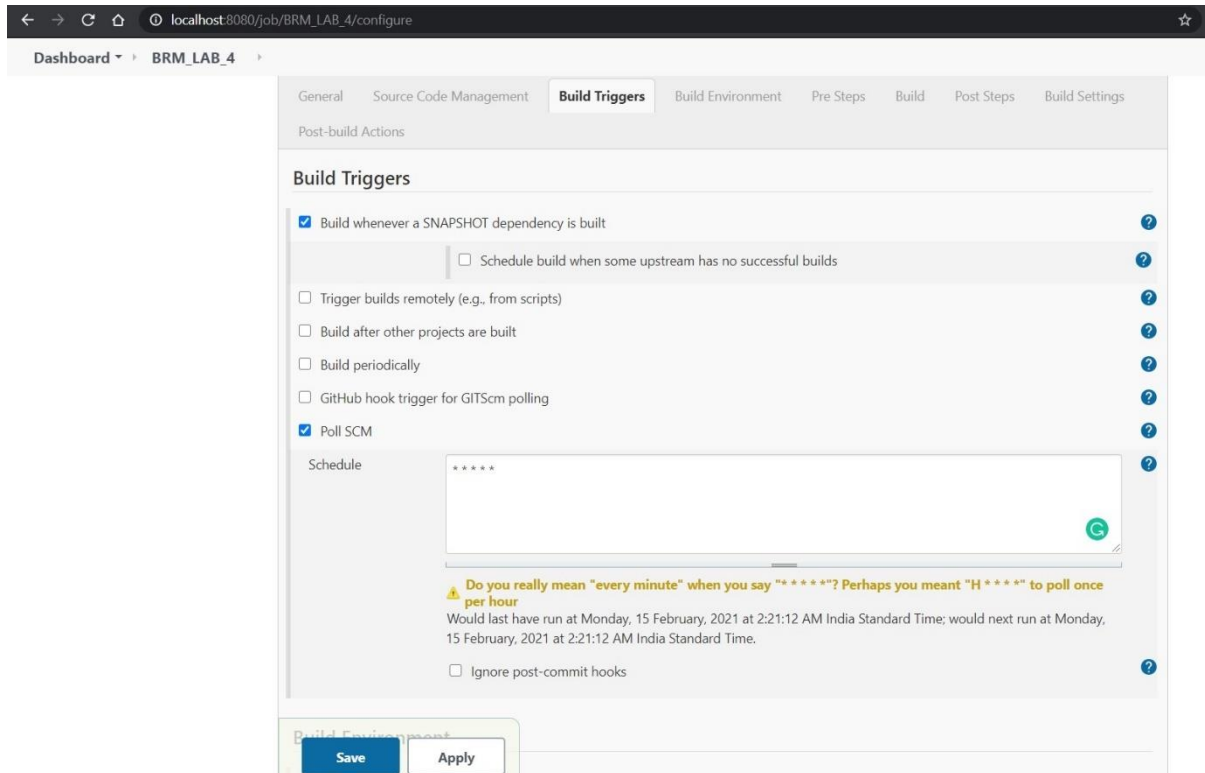 localhost:8080/job/BRM_LAB_4/configure
Dashboard BRM_LAB_4
General Source Code Management Build Triggers Build Environment Pre Steps Build Post Steps Build Settings
Post-build Actions
Build Triggers
Build whenever a SNAPSHOT dependency is built
Schedule build when some upstream has no successful builds
Trigger builds remotely (e.g., from scripts)
Build after other projects are built
Build periodically
GitHub hook trigger for GITScm polling
Poll SCM
Schedule
* * * * *
Do you really mean "every minute" when you say "* * * * *"? Perhaps you meant "H * * * *" to poll once
per hour
Would last have run at Monday, 15 February, 2021 at 2:21:12 AM India Standard Time; would next run at Monday,
15 February, 2021 at 2:21:12 AM India Standard Time.
Ignore post-commit hooks
Build Environment
Save Apply